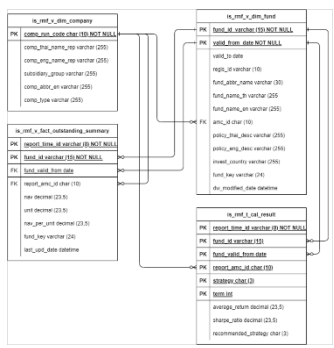 is_rmf_v_dim_company
PK comp_run_code char (10) NOT NULL
comp_thai_name_rep varchar (255)
comp_eng_name_rep varchar (255)
subsidiary_group varchar (255)
comp_abbr_en varchar (255)
comp_type varchar (255)
is_rmf_v_dim_fund
PK fund_id varchar (15) NOT NULL
PK valid_from date NOT NULL
valid_to date
regis_id varchar (10)
fund_abbr_name varchar (30)
fund_name_th varchar (255)
fund_name_en varchar (255)
FK amc_id char (10)
policy_thai_desc varchar (255)
policy_eng_desc varchar (255)
invest_country varchar (255)
fund_key varchar (24)
dw_modified_date datetime
is_rmf_v_fact_outstanding_summary
PK report_time_id varchar (8) NOT NULL
PK fund_id varchar (15) NOT NULL
FK fund_valid_from date
FK report_amc_id char (10)
nav decimal (23,5)
unit decimal (23,5)
nav_per_unit decimal (23,5)
fund_key varchar (24)
last_upd_date datetime
is_rmf_t_cal_result
PK report_time_id varchar (8) NOT NULL
PK fund_id varchar (15)
PK fund_valid_from date
PK report_amc_id char (10)
PK strategy char (3)
PK term int
average_return decimal (23,5)
sharpe_ratio decimal (23,5)
recommended_strategy char (3)